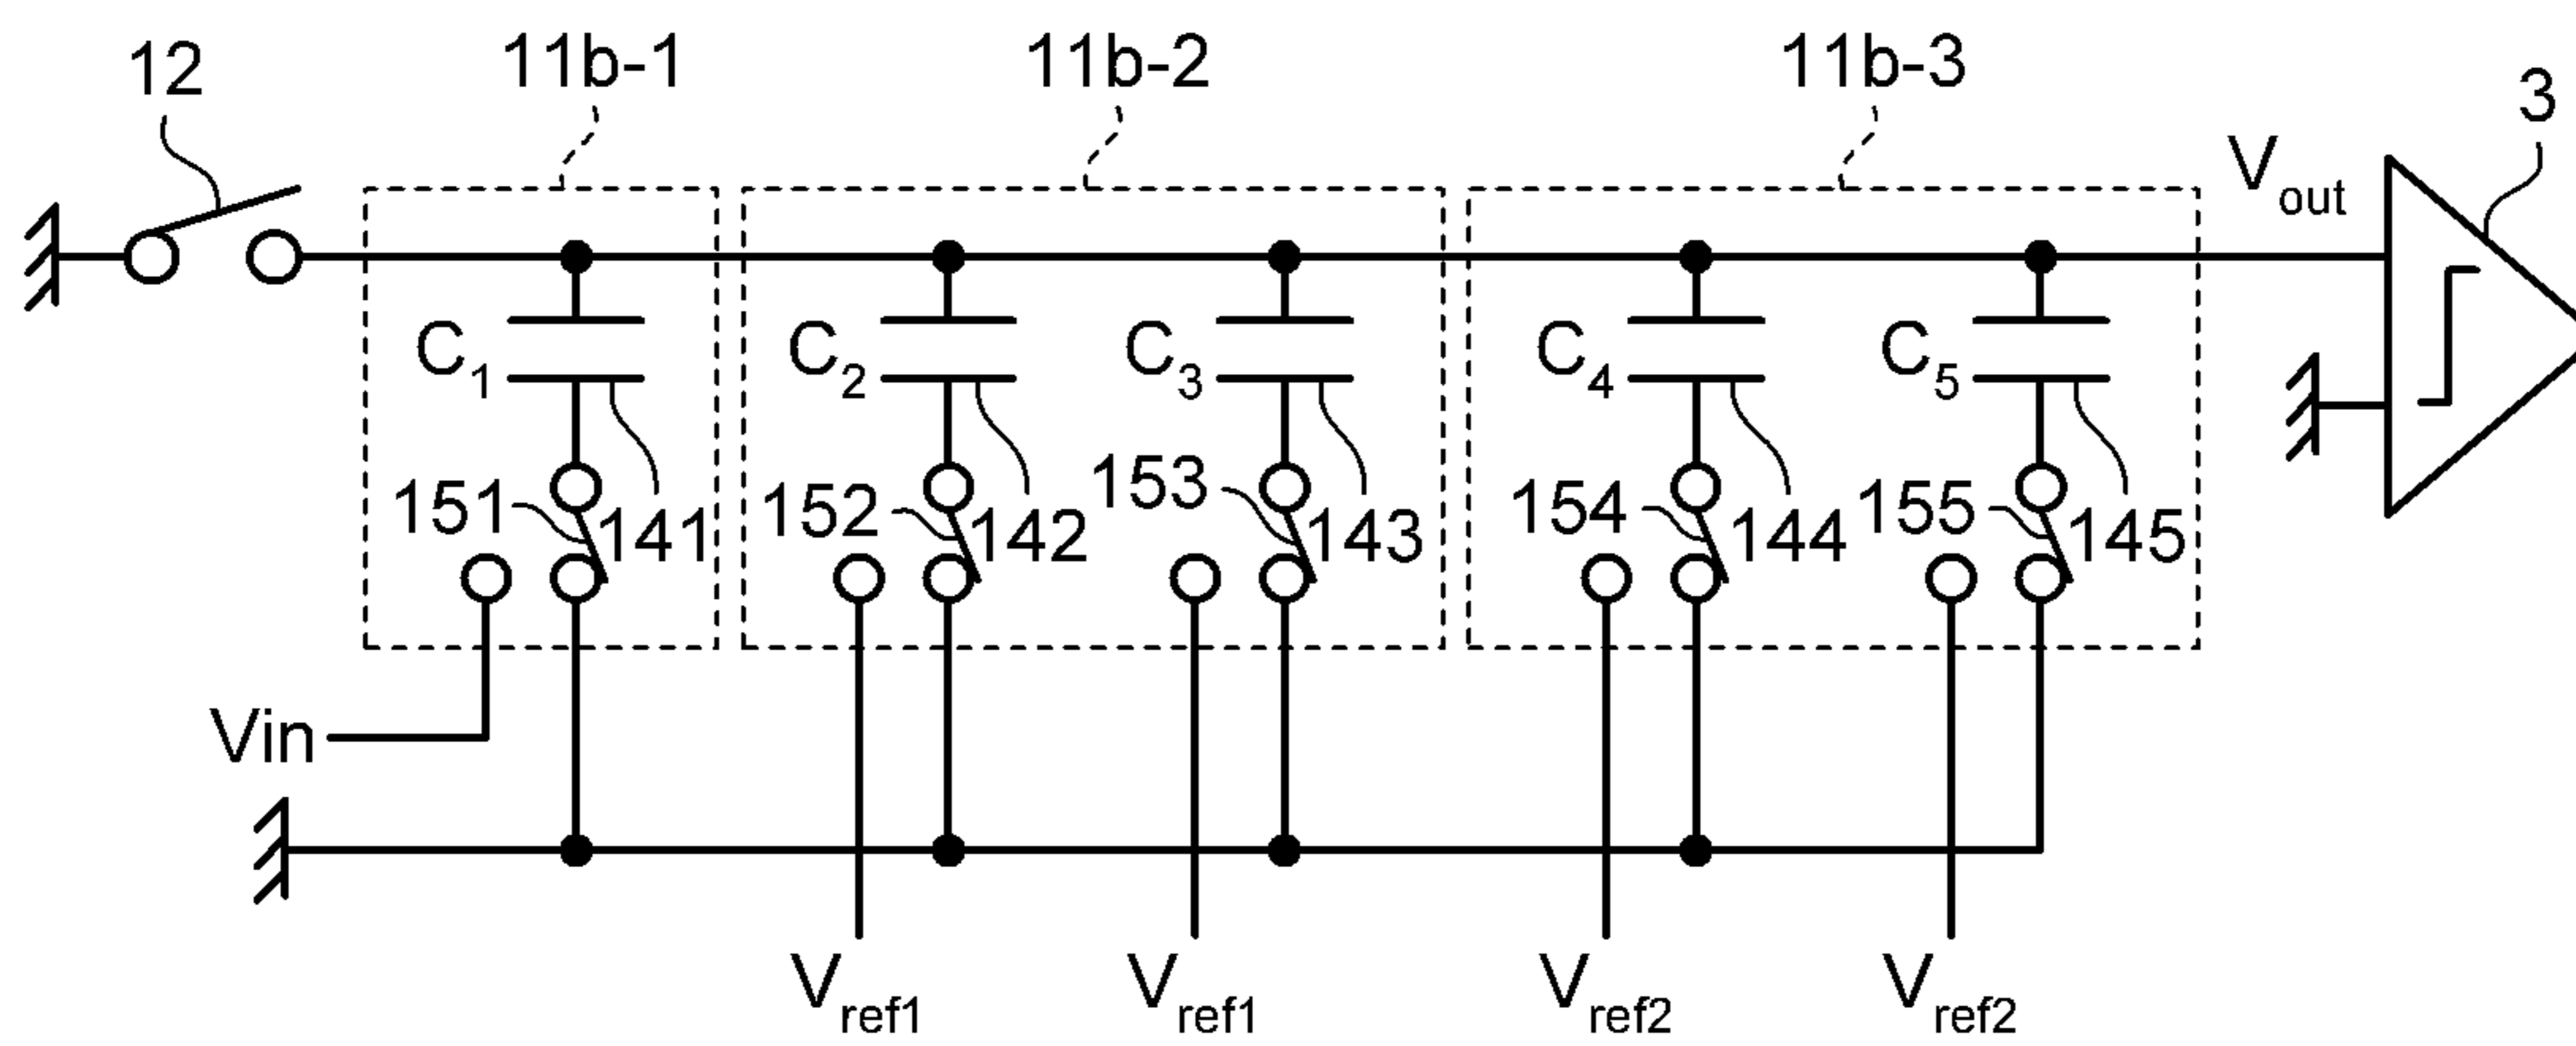 12 11b-1 11b-2 11b-3 3
Vout
C1 C2 C3 C4 C5
151 141 152 142 153 143 154 144 155 145
Vin
Vref1 Vref1 Vref2 Vref2